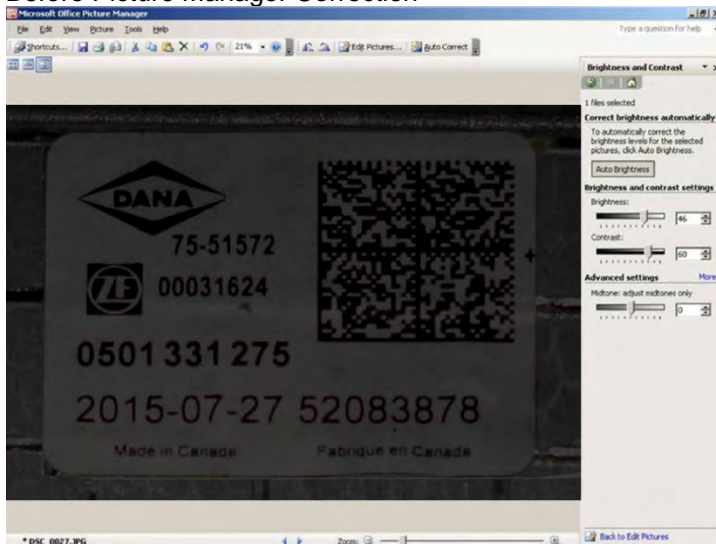 Before Picture Manager Correction
Microsoft Office Picture Manager
File Edit View Picture Tools Help
Type a question for help
Shortcuts... 21% Edit Pictures... Auto Correct
Brightness and Contrast
1 files selected
Correct brightness automatically
To automatically correct the
brightness levels for the selected
pictures, click Auto Brightness.
Auto Brightness
Brightness and contrast settings
Brightness:
46
Contrast:
60
Advanced settings More
Midtone: adjust midtones only
0
DANA
75-51572
ZF 00031624
0501 331 275
2015-07-27 52083878
Made in Canada Fabrique en Canada
* DSC_0027.JPG Zoom: Back to Edit Pictures